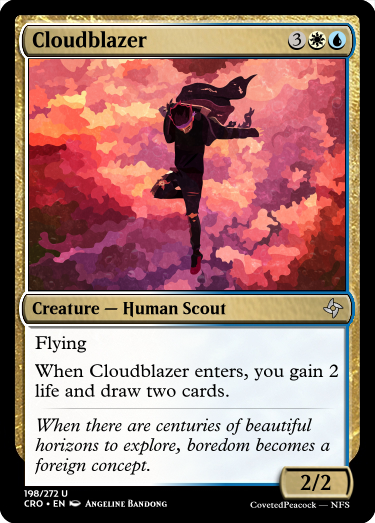 Cloudblazer 3
Creature — Human Scout
Flying
When Cloudblazer enters, you gain 2
life and draw two cards.
When there are centuries of beautiful
horizons to explore, boredom becomes a
foreign concept.
2/2
198/272 U
CRO • EN Angeline Bandong
CovetedPeacock — NFS